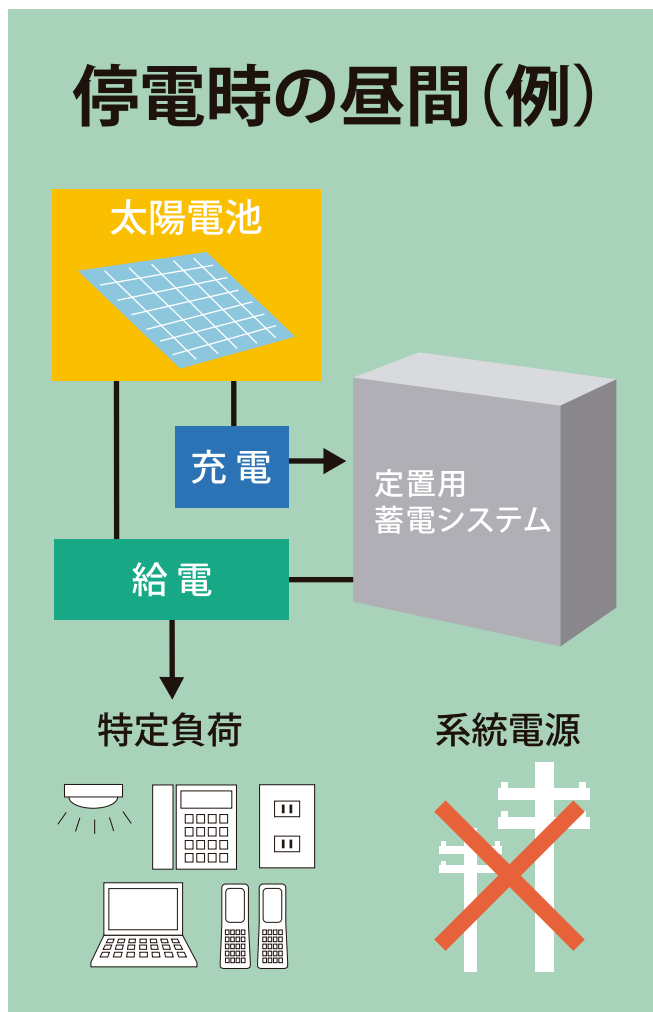 停電時の昼間（例）
太陽電池
充電
定置用
蓄電システム
給電
特定負荷
系統電源